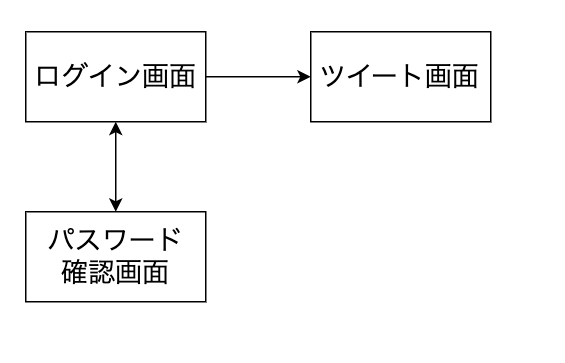 ログイン画面
ツイート画面
パスワード
確認画面